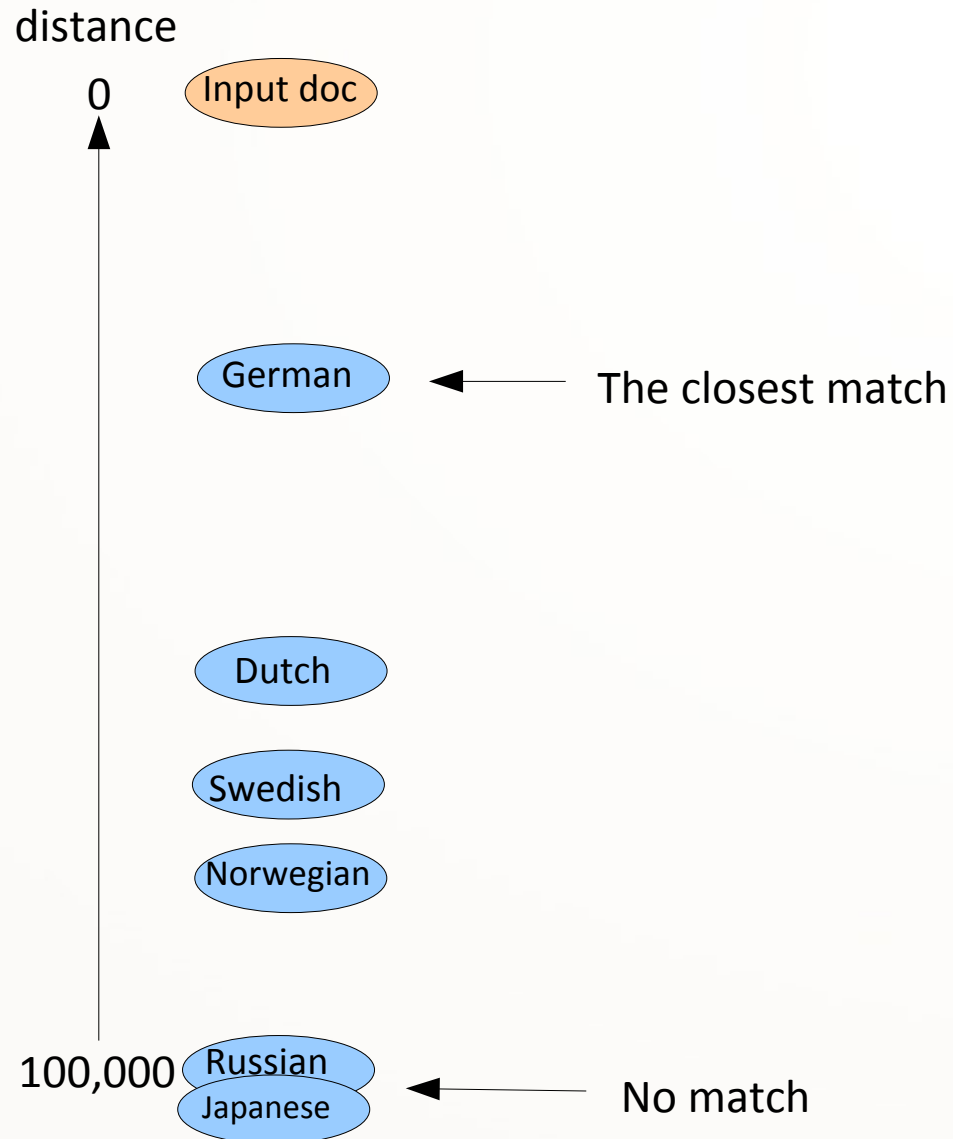 distance
0
Input doc
German
The closest match
Dutch
Swedish
Norwegian
100,000
Russian
Japanese
No match